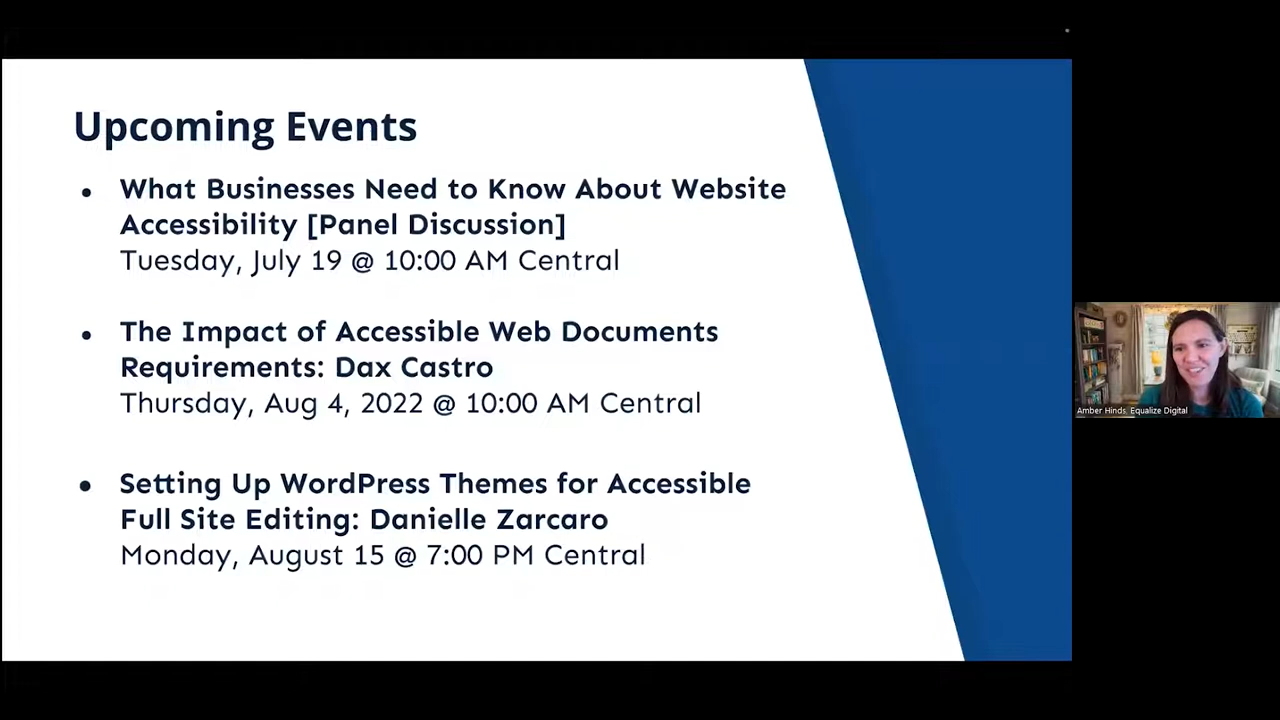 Upcoming Events
• What Businesses Need to Know About Website
Accessibility [Panel Discussion]
Tuesday, July 19 @ 10:00 AM Central
• The Impact of Accessible Web Documents
Requirements: Dax Castro
Thursday, Aug 4, 2022 @ 10:00 AM Central
• Setting Up WordPress Themes for Accessible
Full Site Editing: Danielle Zarcaro
Monday, August 15 @ 7:00 PM Central
Amber Hinds, Equalize Digital